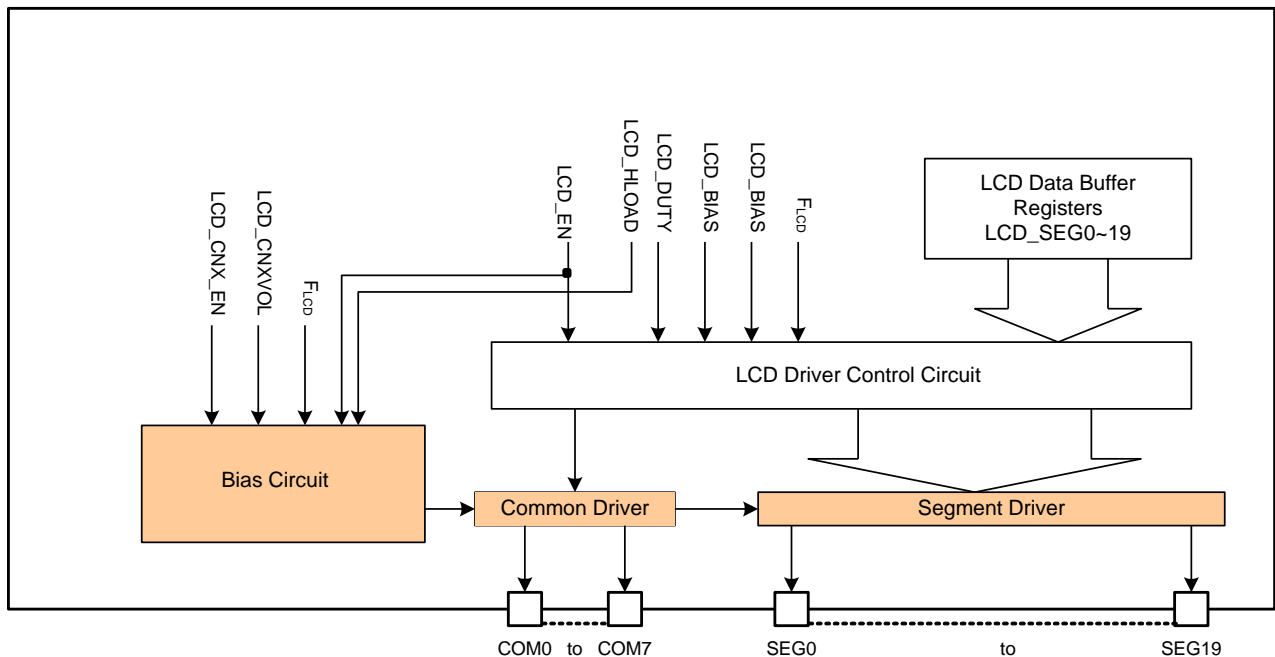 LCD_CNX_EN
LCD_CNXVOL
FLCD
LCD_EN
LCD_HLOAD
LCD_DUTY
LCD_BIAS
LCD_BIAS
FLCD
LCD Data Buffer
Registers
LCD_SEG0~19
LCD Driver Control Circuit
Bias Circuit
Common Driver
Segment Driver
COM0 to COM7
SEG0 to SEG19